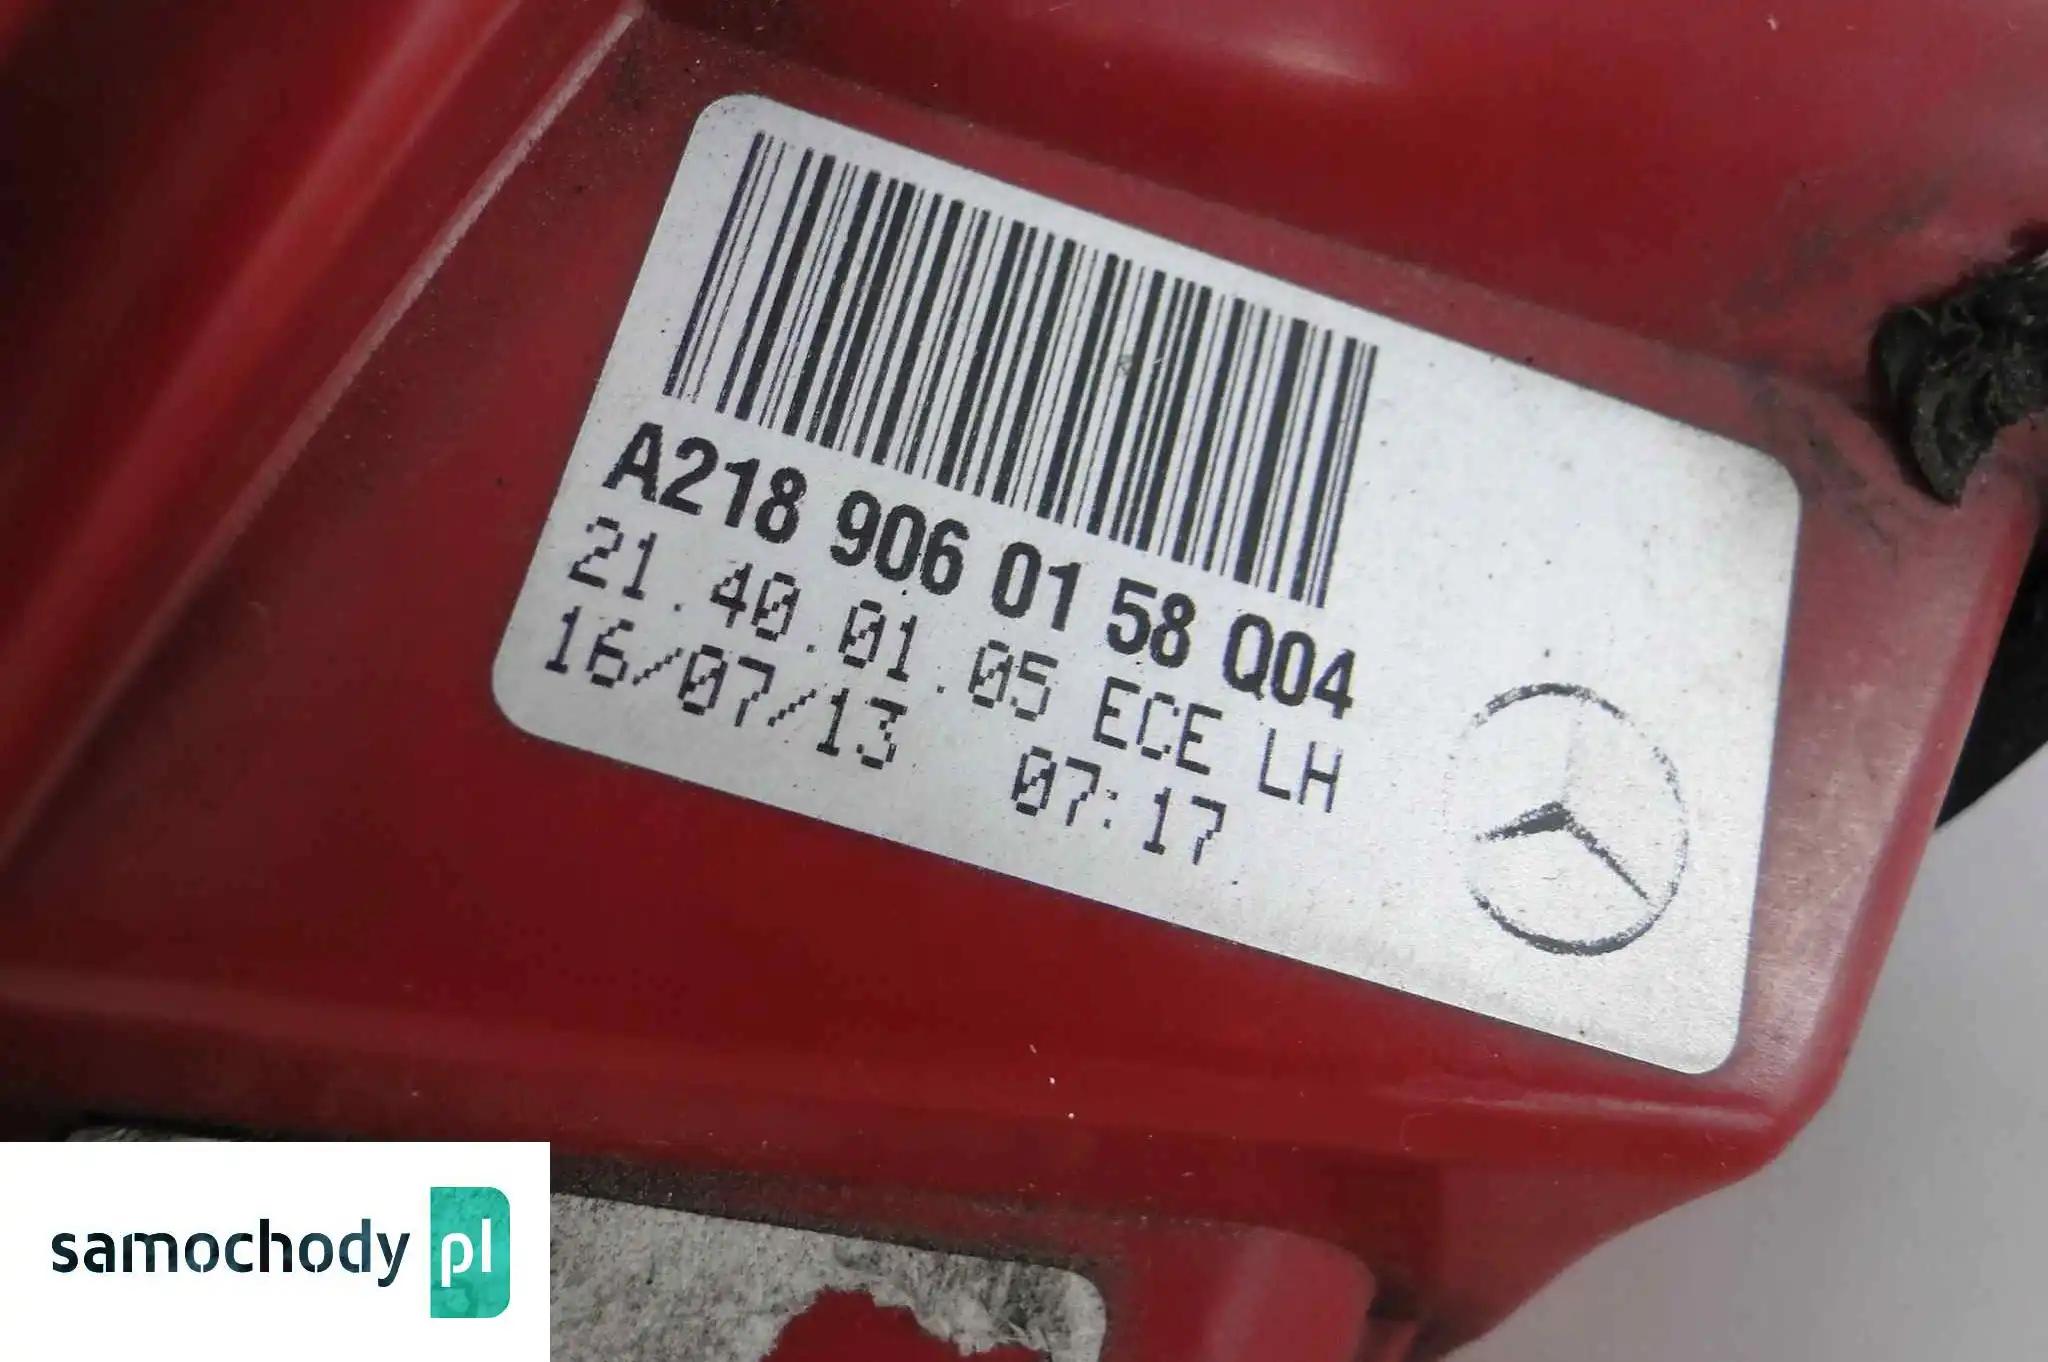 A218 906 01 58 Q04
21.40.01.05 ECE LH
16/07/13 07:17
samochody pl